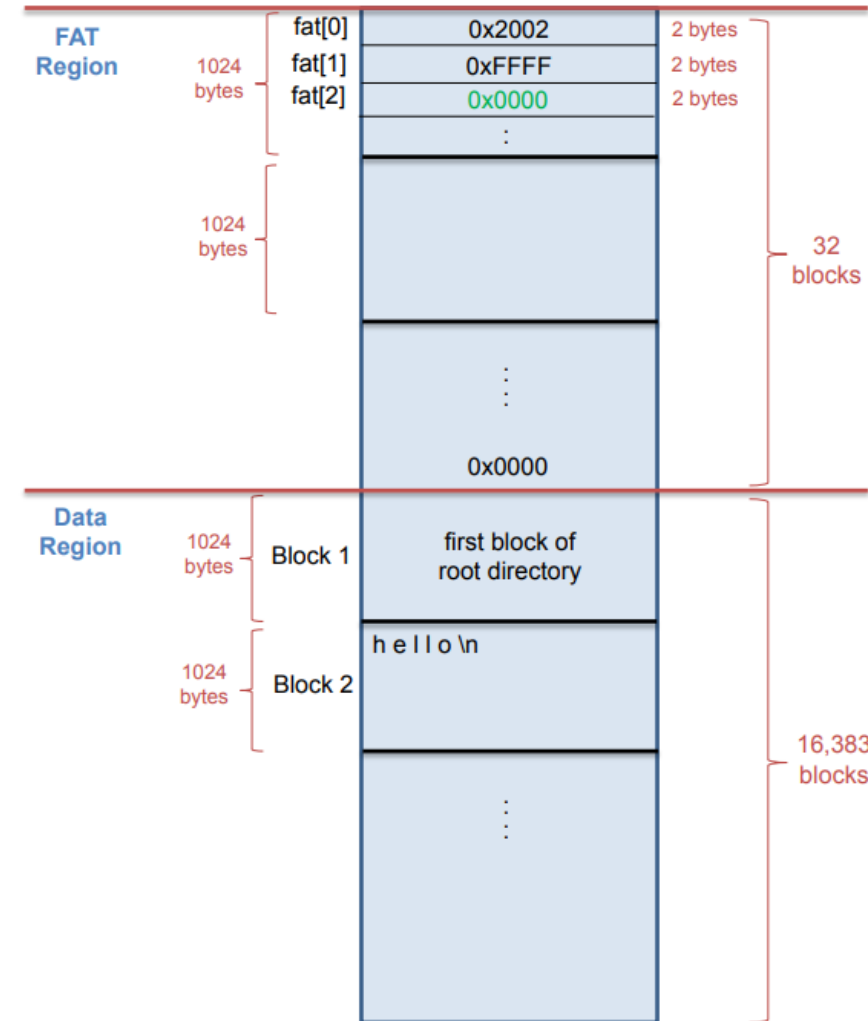 FAT
Region
1024
bytes
fat[0]
0x2002
2 bytes
fat[1]
0xFFFF
2 bytes
fat[2]
0x0000
2 bytes
:
1024
bytes
32
blocks
:
:
0x0000
Data
Region
1024
bytes
Block 1
first block of
root directory
h e l l o \n
1024
bytes
Block 2
16,383
blocks
:
: